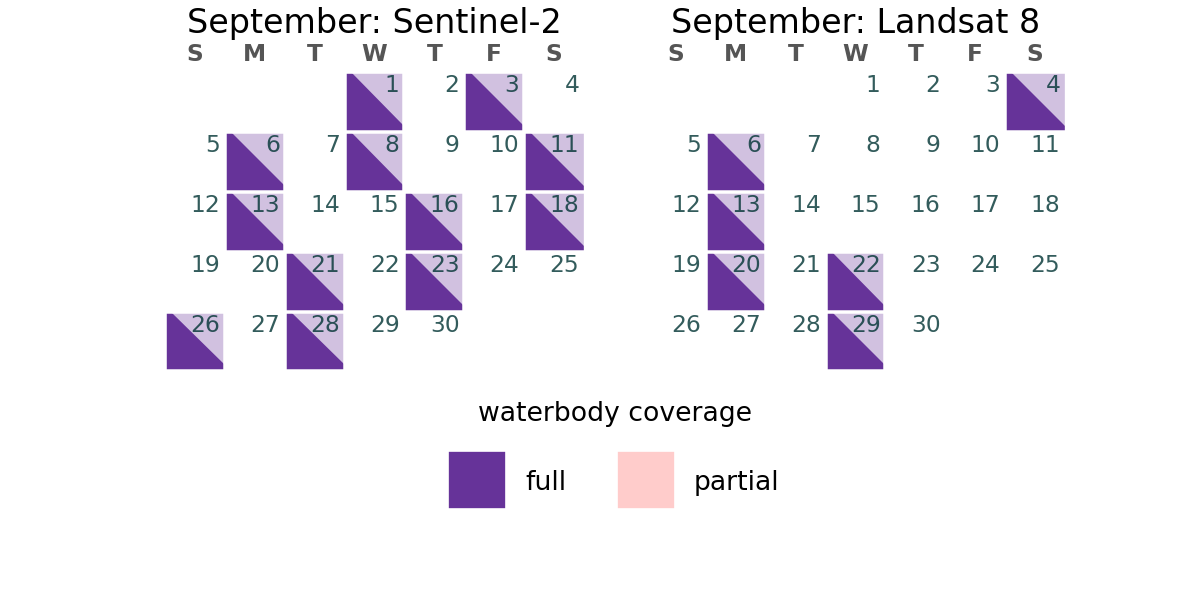 September: Sentinel-2
S M T W T F S
1 2 3 4
5 6 7 8 9 10 11
12 13 14 15 16 17 18
19 20 21 22 23 24 25
26 27 28 29 30
September: Landsat 8
S M T W T F S
1 2 3 4
5 6 7 8 9 10 11
12 13 14 15 16 17 18
19 20 21 22 23 24 25
26 27 28 29 30
waterbody coverage
full
partial